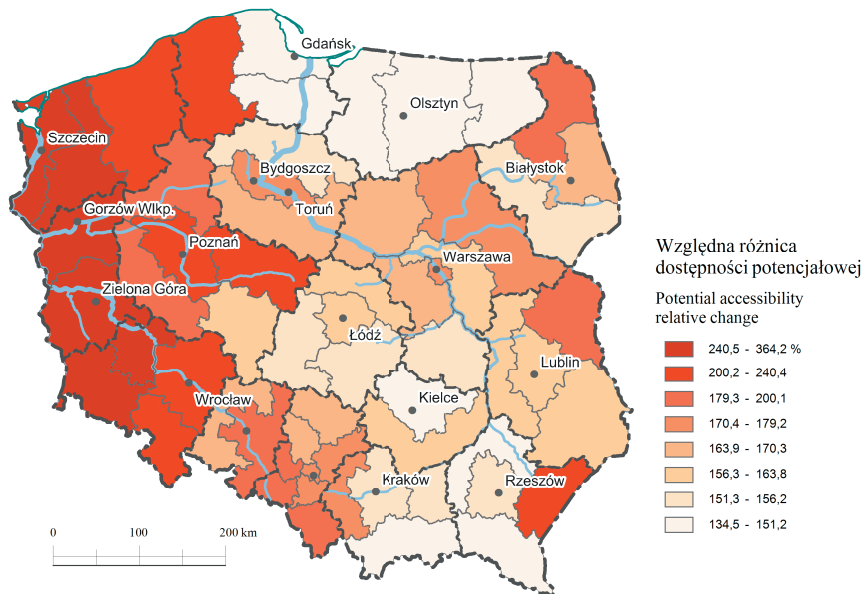 Gdańsk
Olsztyn
Szczecin
Bydgoszcz
Białystok
Toruń
Gorzów Wlkp.
Poznań
Warszawa
Zielona Góra
Łódź
Lublin
Wrocław
Kielce
Kraków
Rzeszów
0 100 200 km
Względna różnica
dostępności potencjałowej
Potential accessibility
relative change
240,5 - 364,2 %
200,2 - 240,4
179,3 - 200,1
170,4 - 179,2
163,9 - 170,3
156,3 - 163,8
151,3 - 156,2
134,5 - 151,2